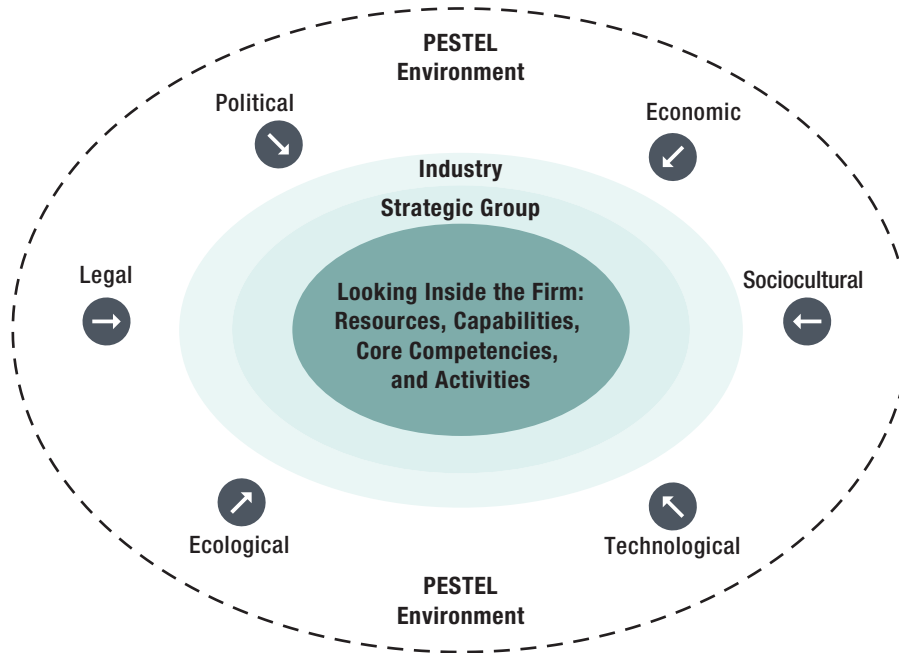 PESTEL
Environment
Political
Economic
Industry
Strategic Group
Legal
Sociocultural
Looking Inside the Firm:
Resources, Capabilities,
Core Competencies,
and Activities
Ecological
Technological
PESTEL
Environment